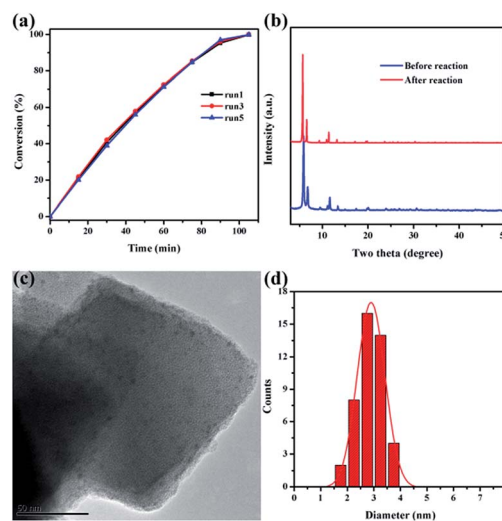 (a)
100
80
60
40
20
0
Conversion (%)
run1
run3
run5
0 20 40 60 80 100
Time (min)
(b)
Before reaction
After reaction
Intensity (a.u.)
10 20 30 40 50
Two theta (degree)
(c)
50 nm
(d)
18
15
12
9
6
3
0
Counts
0 1 2 3 4 5 6 7
Diameter (nm)